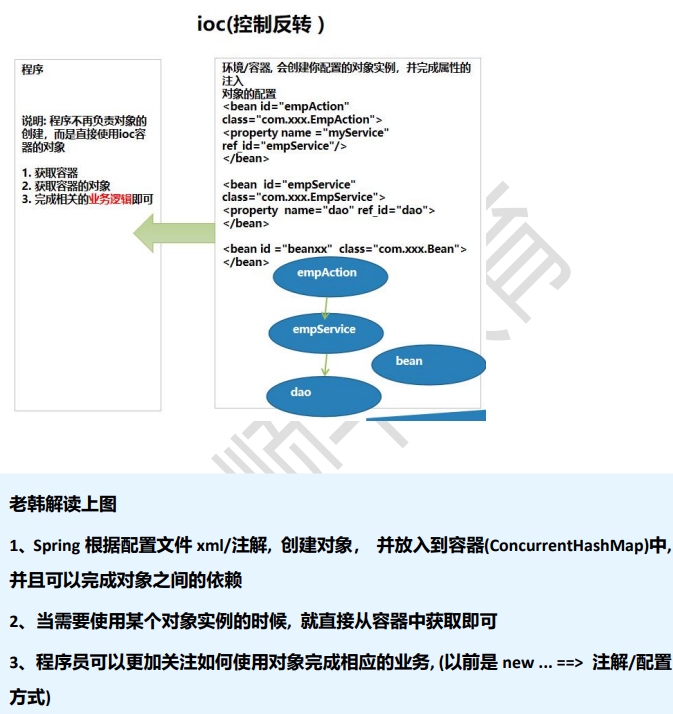 ioc(控制反转 )
程序
说明: 程序不再负责对象的
创建，而是直接使用ioc容
器的对象
1. 获取容器
2. 获取容器的对象
3. 完成相关的业务逻辑即可
环境/容器, 会创建你配置的对象实例，并完成属性的
注入
对象的配置
<bean id="empAction"
class="com.xxx.EmpAction">
<property name ="myService"
ref_id="empService"/>
</bean>
<bean  id="empService"
class="com.xxx.EmpService">
<property  name="dao" ref_id="dao">
</bean>
<bean id ="beanxx"  class="com.xxx.Bean">
</bean>
empAction
empService
bean
dao
老韩解读上图
1、Spring 根据配置文件 xml/注解, 创建对象， 并放入到容器(ConcurrentHashMap)中,
并且可以完成对象之间的依赖
2、当需要使用某个对象实例的时候, 就直接从容器中获取即可
3、程序员可以更加关注如何使用对象完成相应的业务, (以前是 new ... ==> 注解/配置
方式)